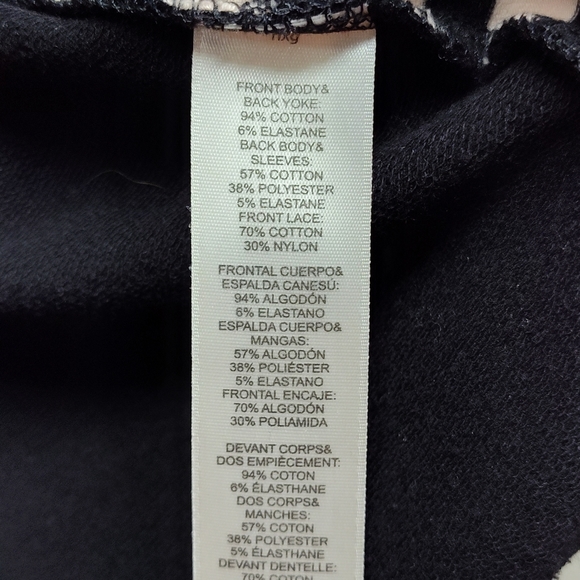 FRONT BODY&
BACK YOKE:
94% COTTON
6% ELASTANE
BACK BODY&
SLEEVES:
57% COTTON
38% POLYESTER
5% ELASTANE
FRONT LACE:
70% COTTON
30% NYLON
FRONTAL CUERPO&
ESPALDA CANESÚ:
94% ALGODÓN
6% ELASTANO
ESPALDA CUERPO&
MANGAS:
57% ALGODÓN
38% POLIÉSTER
5% ELASTANO
FRONTAL ENCAJE:
70% ALGODÓN
30% POLIAMIDA
DEVANT CORPS&
DOS EMPIÈCEMENT:
94% COTON
6% ÉLASTHANE
DOS CORPS&
MANCHES:
57% COTON
38% POLYESTER
5% ÉLASTHANE
DEVANT DENTELLE:
70% COTON